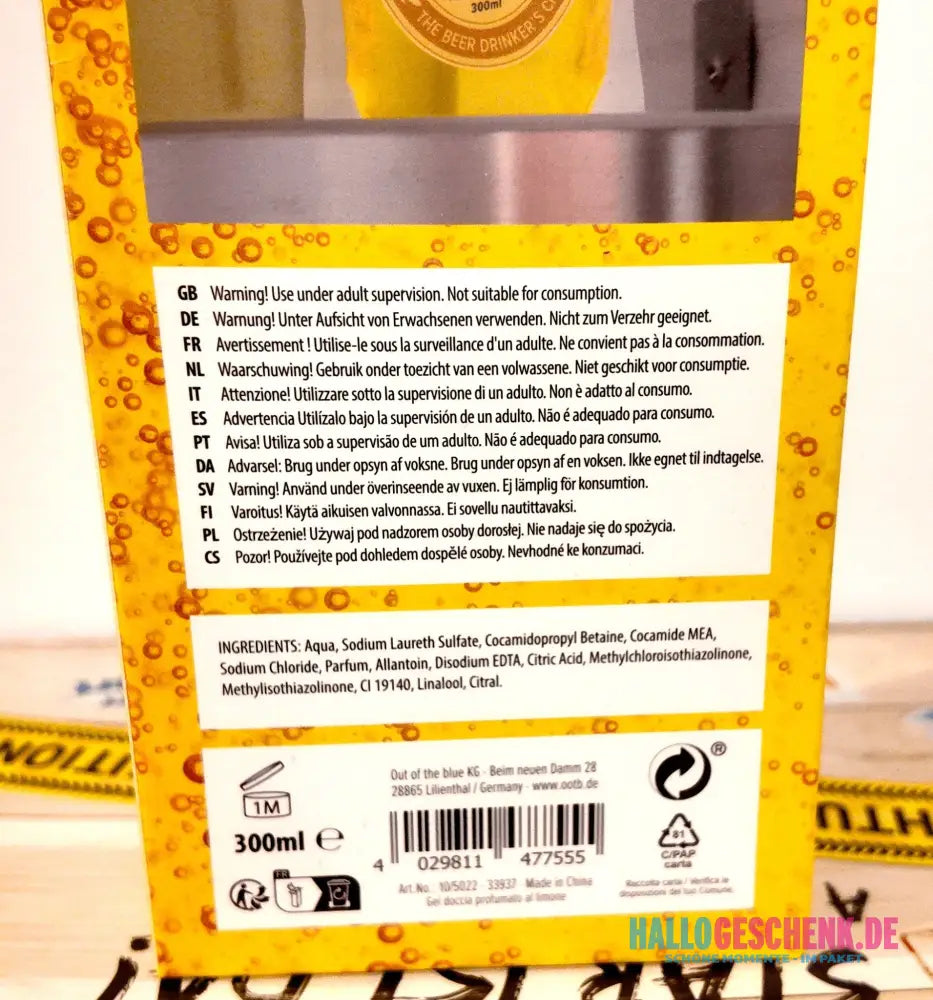 300ml
THE BEER DRINKER'S
GB Warning! Use under adult supervision. Not suitable for consumption.
DE Warnung! Unter Aufsicht von Erwachsenen verwenden. Nicht zum Verzehr geeignet.
FR Avertissement ! Utilise-le sous la surveillance d'un adulte. Ne convient pas à la consommation.
NL Waarschuwing! Gebruik onder toezicht van een volwassene. Niet geschikt voor consumptie.
IT Attenzione! Utilizzare sotto la supervisione di un adulto. Non è adatto al consumo.
ES Advertencia Utilízalo bajo la supervisión de un adulto. Não é adequado para consumo.
PT Avisa! Utiliza sob a supervisão de um adulto. Não é adequado para consumo.
DA Advarsel: Brug under opsyn af voksne. Brug under opsyn af en voksen. Ikke egnet til indtagelse.
SV Varning! Använd under överinseende av vuxen. Ej lämplig för konsumtion.
FI Varoitus! Käytä aikuisen valvonnassa. Ei sovellu nautittavaksi.
PL Ostrzeżenie! Używaj pod nadzorem osoby dorosłej. Nie nadaje się do spożycia.
CS Pozor! Používejte pod dohledem dospělé osoby. Nevhodné ke konzumaci.
INGREDIENTS: Aqua, Sodium Laureth Sulfate, Cocamidopropyl Betaine, Cocamide MEA,
Sodium Chloride, Parfum, Allantoin, Disodium EDTA, Citric Acid, Methylchloroisothiazolinone,
Methylisothiazolinone, CI 19140, Linalool, Citral.
1M
300ml e
FR
Out of the blue KG · Beim neuen Damm 28
28865 Lilienthal / Germany · www.ootb.de
4 029811 477555
Art.No. 10/5022 · 33937 · Made in China
Gel doccia profumato al limone
®
81
C/PAP
carta
Raccolta carta / Verifica le
disposizioni del tuo Comune.
HALLOGESCHENK.DE
SCHÖNE MOMENTE - IM PAKET